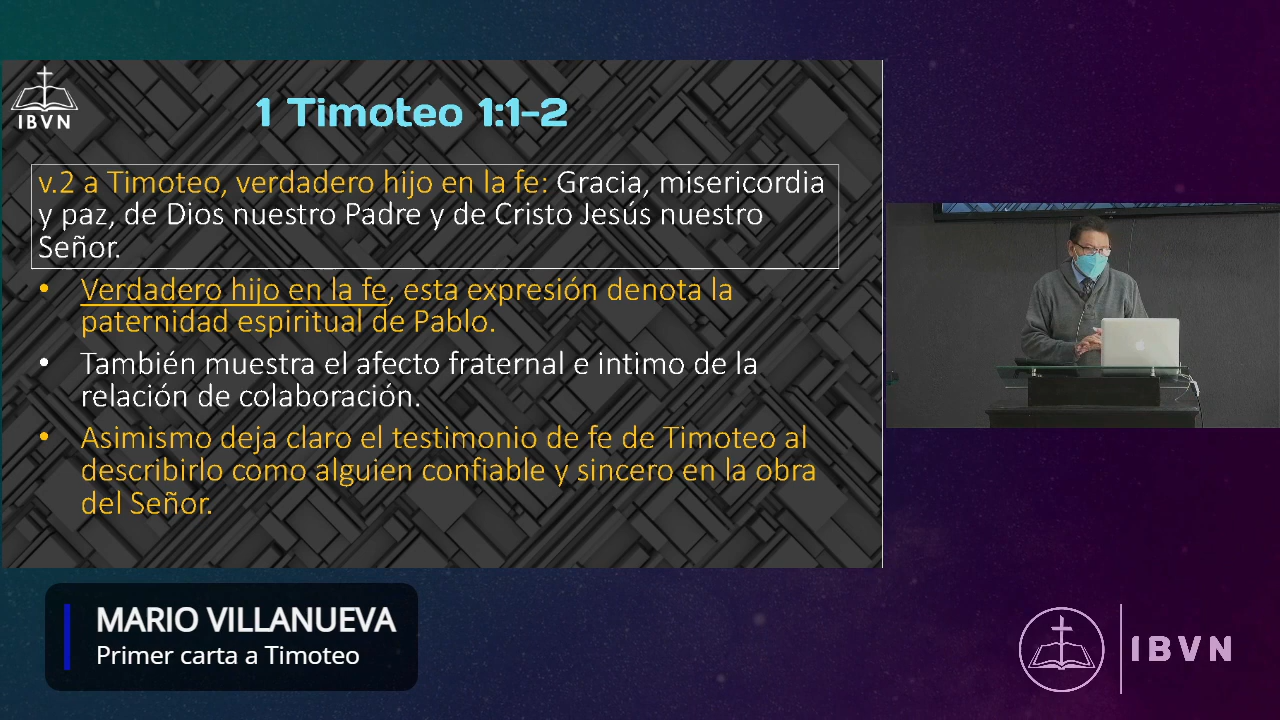 IBVN
1 Timoteo 1:1-2
v.2 a Timoteo, verdadero hijo en la fe: Gracia, misericordia
y paz, de Dios nuestro Padre y de Cristo Jesús nuestro
Señor.
• Verdadero hijo en la fe, esta expresión denota la
paternidad espiritual de Pablo.
• También muestra el afecto fraternal e intimo de la
relación de colaboración.
• Asimismo deja claro el testimonio de fe de Timoteo al
describirlo como alguien confiable y sincero en la obra
del Señor.
MARIO VILLANUEVA
Primer carta a Timoteo
IBVN